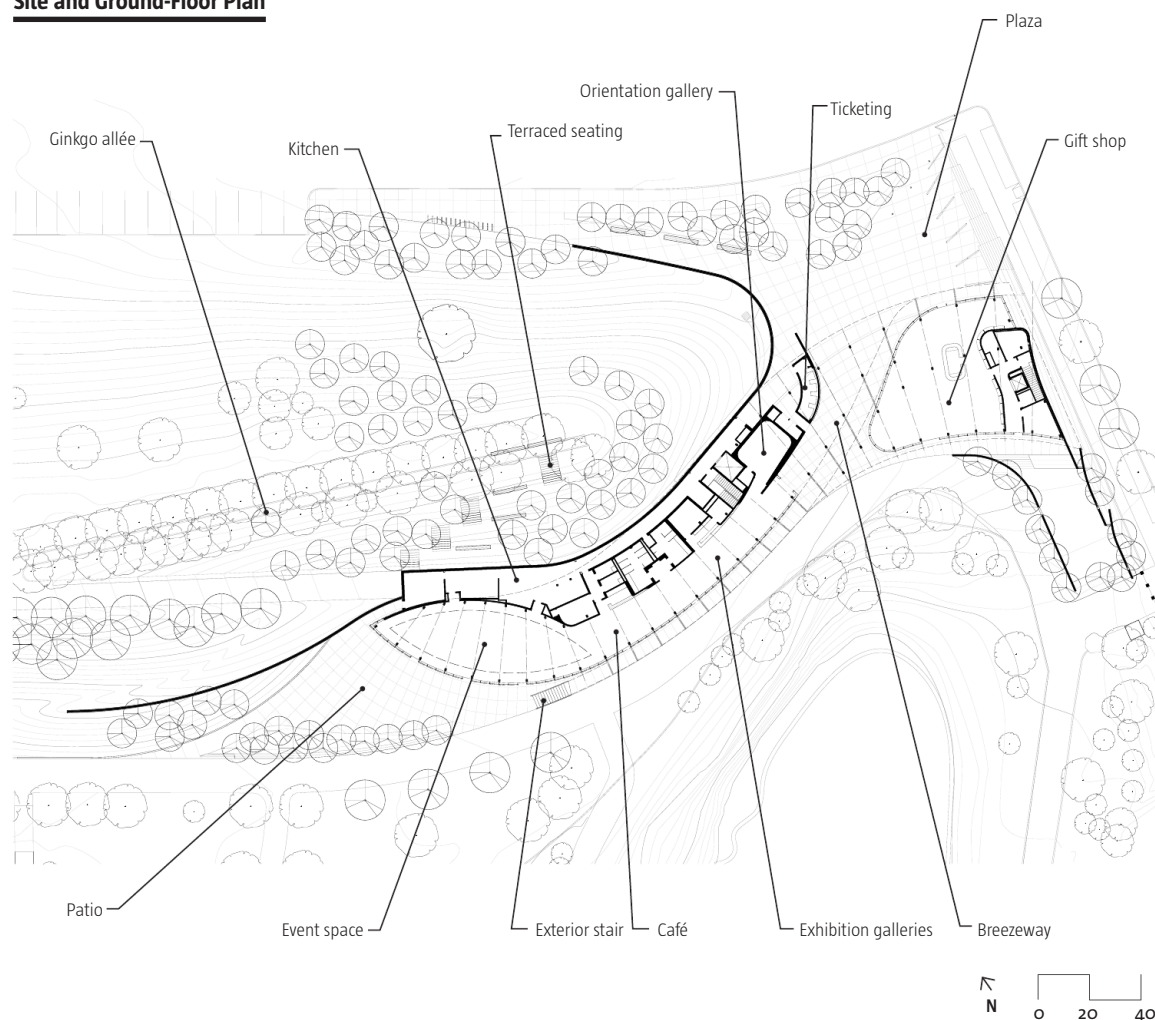 Site and Ground-Floor Plan
Plaza
Orientation gallery
Ticketing
Terraced seating
Ginkgo allée
Gift shop
Kitchen
Patio
Event space
Exterior stair
Café
Exhibition galleries
Breezeway
N
0 20 40